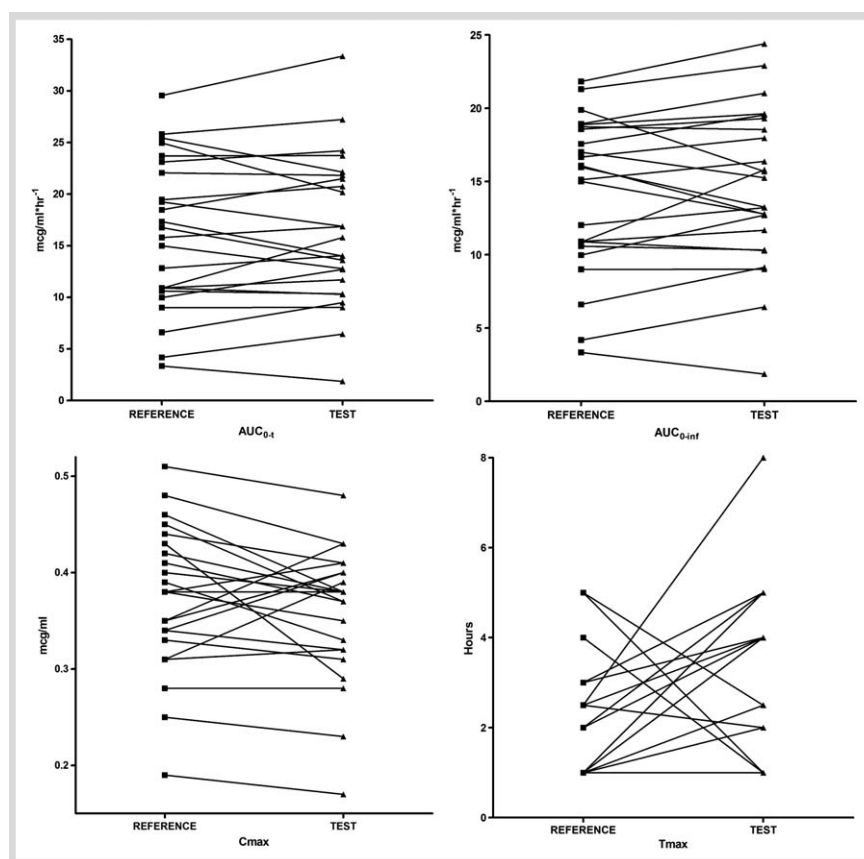 35
30
25
20
15
10
5
0
mcg/ml*hr⁻¹
REFERENCE TEST
AUC₀₋ₜ
25
20
15
10
5
0
mcg/ml*hr⁻¹
REFERENCE TEST
AUC₀₋ᵢₙf
0.5
0.4
0.3
0.2
mcg/ml
REFERENCE TEST
Cmax
8
6
4
2
0
Hours
REFERENCE TEST
Tmax